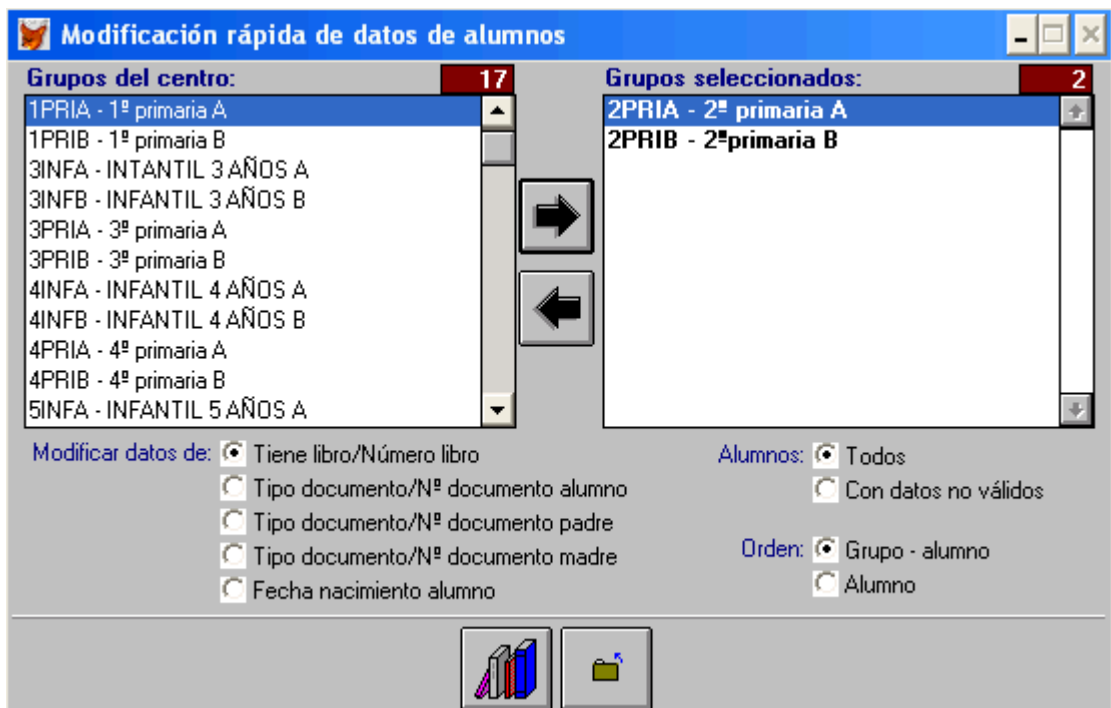 Modificación rápida de datos de alumnos
Grupos del centro: 17
1PRIA - 1º primaria A
1PRIB - 1º primaria B
3INFA - INTANTIL 3 AÑOS A
3INFB - INFANTIL 3 AÑOS B
3PRIA - 3º primaria A
3PRIB - 3º primaria B
4INFA - INFANTIL 4 AÑOS A
4INFB - INFANTIL 4 AÑOS B
4PRIA - 4º primaria A
4PRIB - 4º primaria B
5INFA - INFANTIL 5 AÑOS A
Grupos seleccionados: 2
2PRIA - 2º primaria A
2PRIB - 2ºprimaria B
Modificar datos de: Tiene libro/Número libro
Tipo documento/Nº documento alumno
Tipo documento/Nº documento padre
Tipo documento/Nº documento madre
Fecha nacimiento alumno
Alumnos: Todos
Con datos no válidos
Orden: Grupo - alumno
Alumno